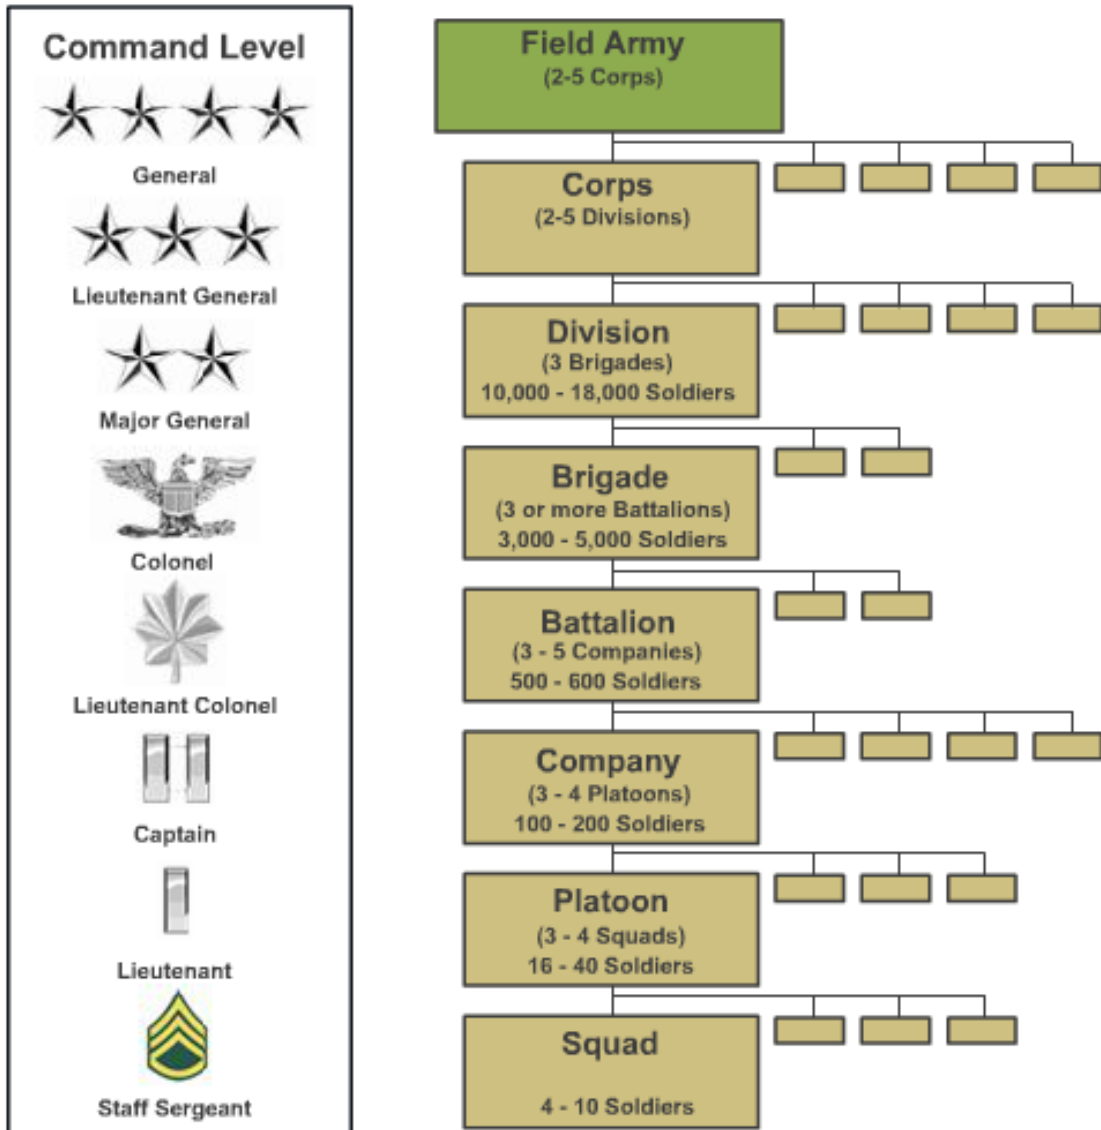 Command Level
General
Lieutenant General
Major General
Colonel
Lieutenant Colonel
Captain
Lieutenant
Staff Sergeant
Field Army
(2-5 Corps)
Corps
(2-5 Divisions)
Division
(3 Brigades)
10,000 - 18,000 Soldiers
Brigade
(3 or more Battalions)
3,000 - 5,000 Soldiers
Battalion
(3 - 5 Companies)
500 - 600 Soldiers
Company
(3 - 4 Platoons)
100 - 200 Soldiers
Platoon
(3 - 4 Squads)
16 - 40 Soldiers
Squad
4 - 10 Soldiers